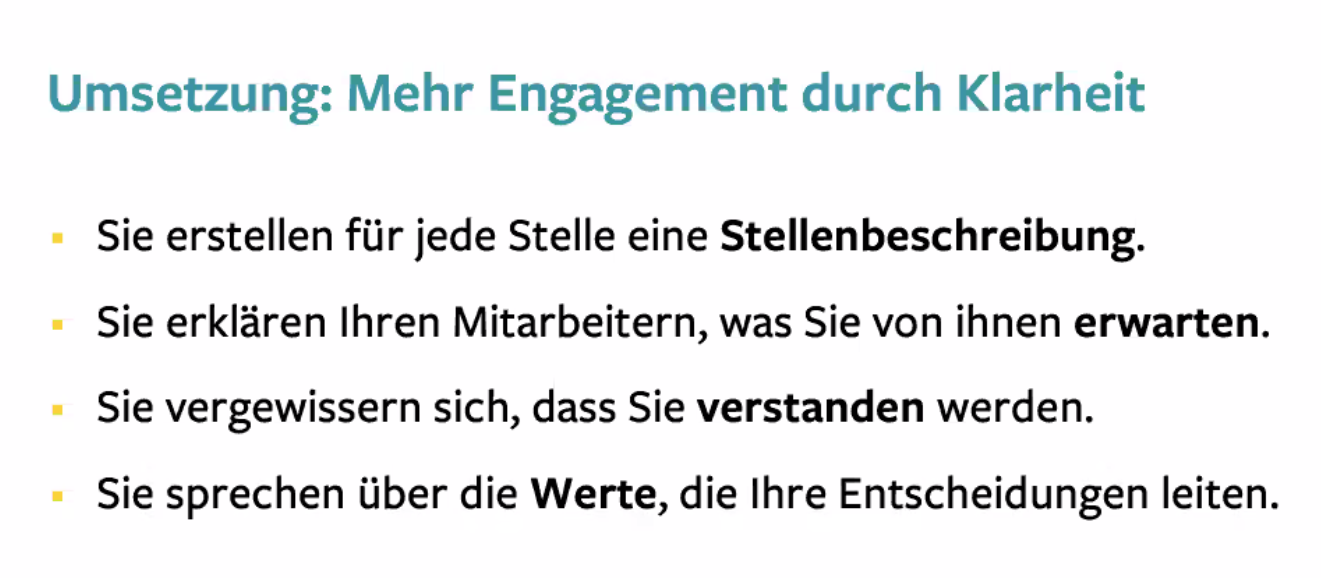 Umsetzung: Mehr Engagement durch Klarheit
Sie erstellen für jede Stelle eine Stellenbeschreibung.
Sie erklären Ihren Mitarbeitern, was Sie von ihnen erwarten.
Sie vergewissern sich, dass Sie verstanden werden.
Sie sprechen über die Werte, die Ihre Entscheidungen leiten.